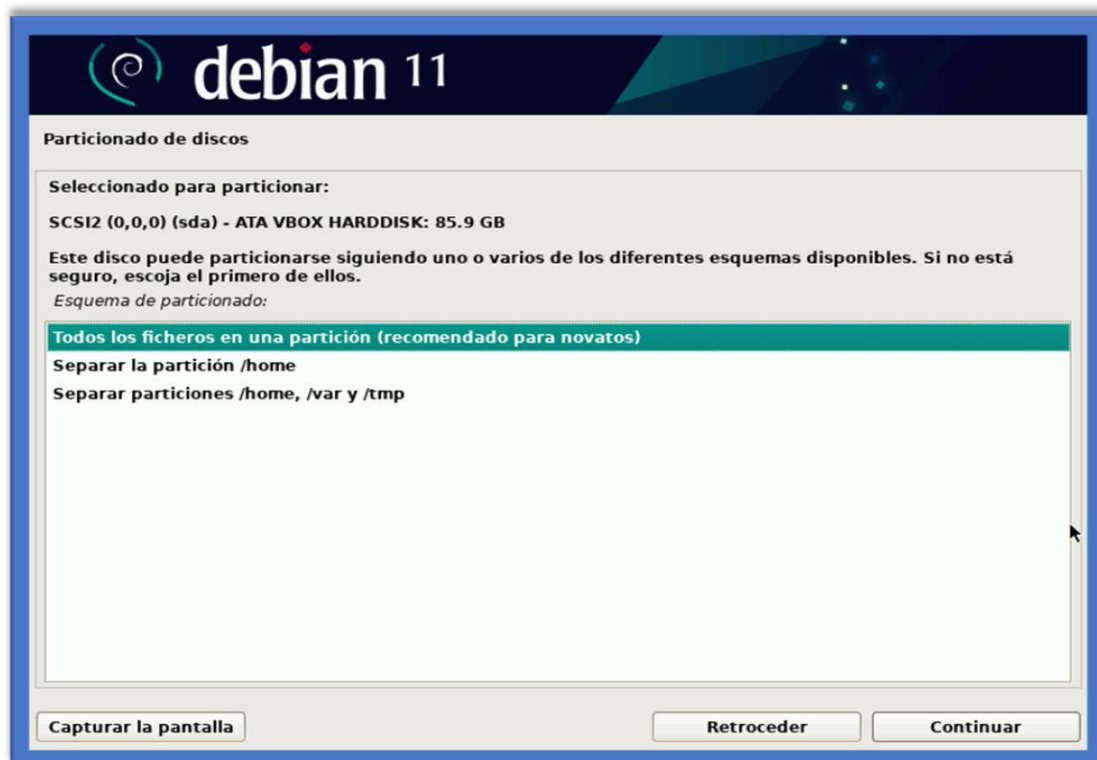 debian 11
Particionado de discos
Seleccionado para particionar:
SCSI2 (0,0,0) (sda) - ATA VBOX HARDDISK: 85.9 GB
Este disco puede particionarse siguiendo uno o varios de los diferentes esquemas disponibles. Si no está
seguro, escoja el primero de ellos.
Esquema de particionado:
Todos los ficheros en una partición (recomendado para novatos)
Separar la partición /home
Separar particiones /home, /var y /tmp
Capturar la pantalla
Retroceder
Continuar